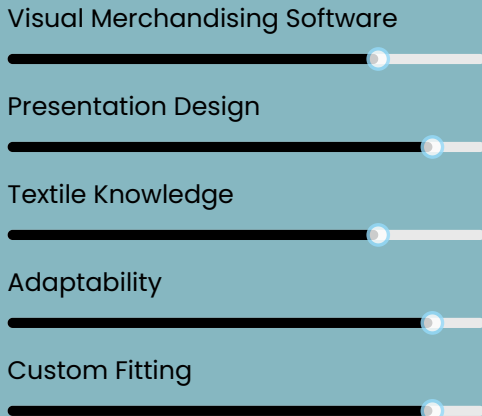 Visual Merchandising Software
Presentation Design
Textile Knowledge
Adaptability
Custom Fitting